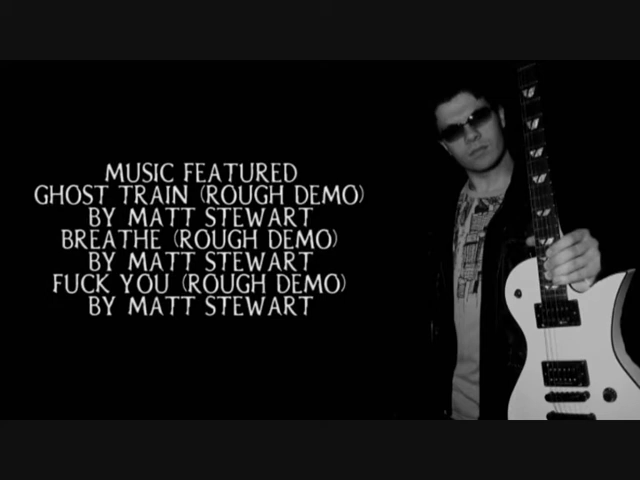 MUSIC FEATURED
GHOST TRAIN (ROUGH DEMO)
BY MATT STEWART
BREATHE (ROUGH DEMO)
BY MATT STEWART
FUCK YOU (ROUGH DEMO)
BY MATT STEWART